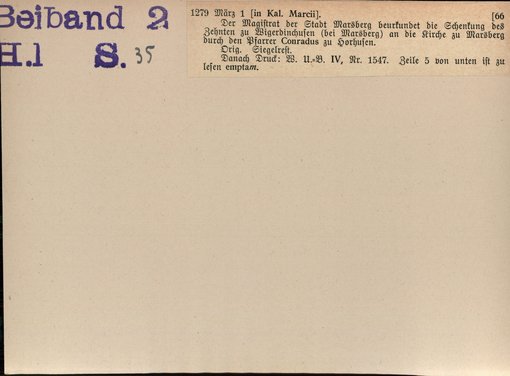 Beiband 2
H.1 S. 35
1279 März 1 [in Kal. Marcii]. [66
Der Magistrat der Stadt Marsberg beurkundet die Schenkung des
Zehnten zu Wigerdinchusen (bei Marsberg) an die Kirche zu Marsberg
durch den Pfarrer Conradus zu Horhusen.
Orig. Siegelrest.
Danach Druck: W. U.-B. IV, Nr. 1547. Zeile 5 von unten ist zu
lesen emptam.